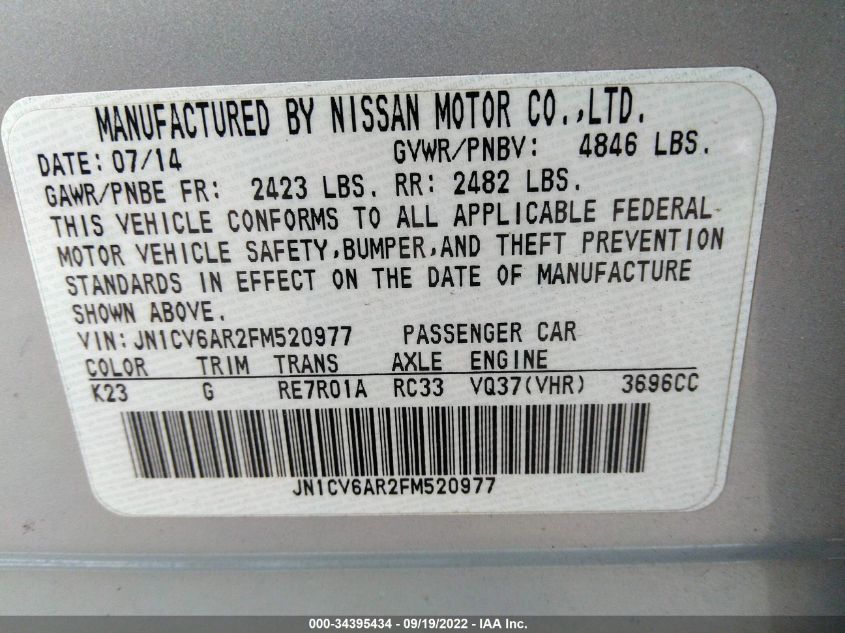 MANUFACTURED BY NISSAN MOTOR CO.,LTD.
DATE: 07/14 GVWR/PNBV: 4846 LBS.
GAWR/PNBE FR: 2423 LBS. RR: 2482 LBS.
THIS VEHICLE CONFORMS TO ALL APPLICABLE FEDERAL
MOTOR VEHICLE SAFETY,BUMPER,AND THEFT PREVENTION
STANDARDS IN EFFECT ON THE DATE OF MANUFACTURE
SHOWN ABOVE.
VIN: JN1CV6AR2FM520977 PASSENGER CAR
COLOR TRIM TRANS AXLE ENGINE
K23 G RE7R01A RC33 VQ37(VHR) 3696CC
JN1CV6AR2FM520977
000-34395434 - 09/19/2022 - IAA Inc.